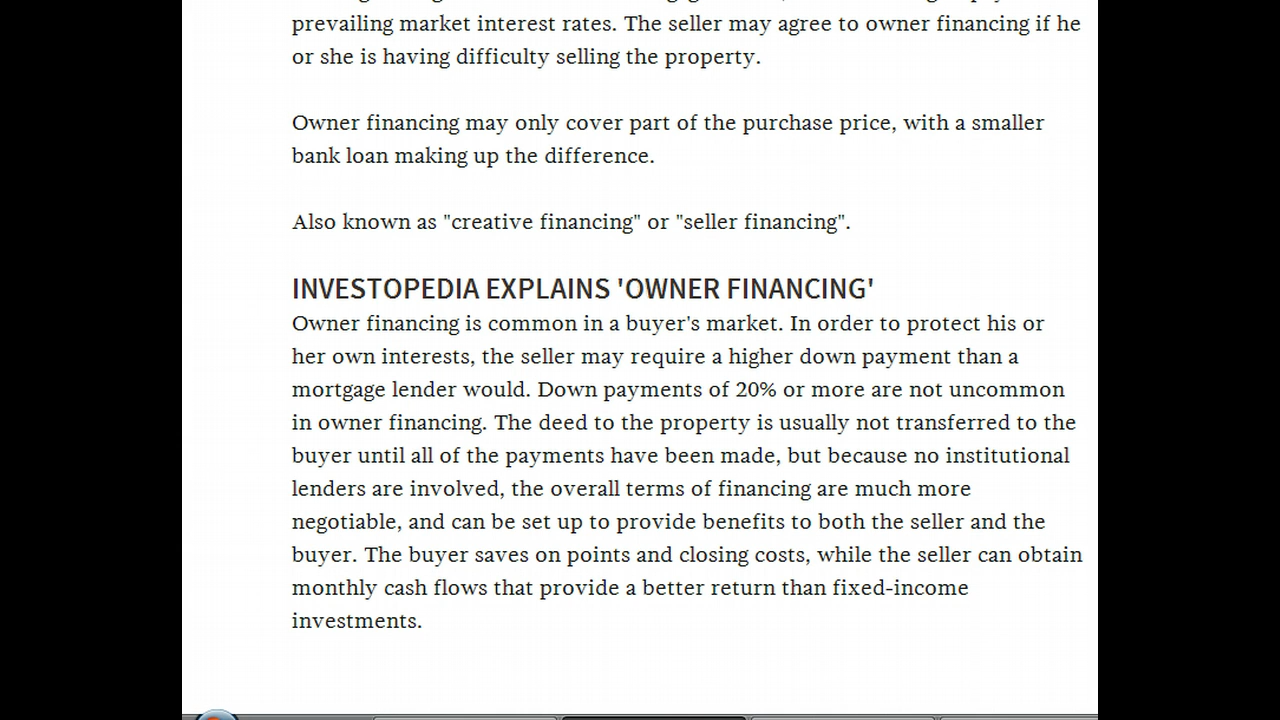 prevailing market interest rates. The seller may agree to owner financing if he
or she is having difficulty selling the property.
Owner financing may only cover part of the purchase price, with a smaller
bank loan making up the difference.
Also known as "creative financing" or "seller financing".
INVESTOPEDIA EXPLAINS 'OWNER FINANCING'
Owner financing is common in a buyer's market. In order to protect his or
her own interests, the seller may require a higher down payment than a
mortgage lender would. Down payments of 20% or more are not uncommon
in owner financing. The deed to the property is usually not transferred to the
buyer until all of the payments have been made, but because no institutional
lenders are involved, the overall terms of financing are much more
negotiable, and can be set up to provide benefits to both the seller and the
buyer. The buyer saves on points and closing costs, while the seller can obtain
monthly cash flows that provide a better return than fixed-income
investments.